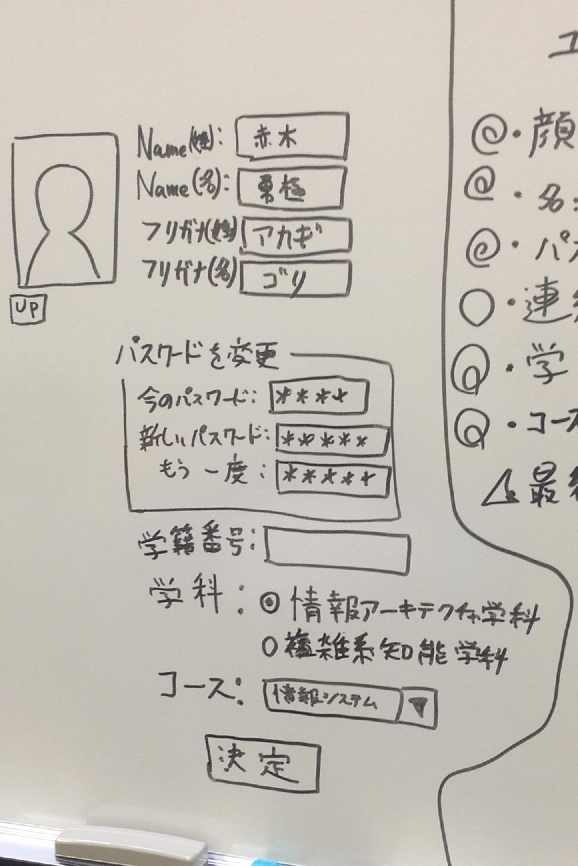 Name(姓): 赤木
Name(名):
フリガナ(姓) アカギ
フリガナ(名) ゴリ
UP
パスワードを変更
今のパスワード: ****
新しいパスワード: *****
もう一度: *****
学籍番号:
学科: ◎情報アーキテクチャ学科
○複雑系知能学科
コース: 情報システム ▼
決定
ユ
◎・顔
◎・名
◎・パス
○・連
◎・学
◎・コース
△・最